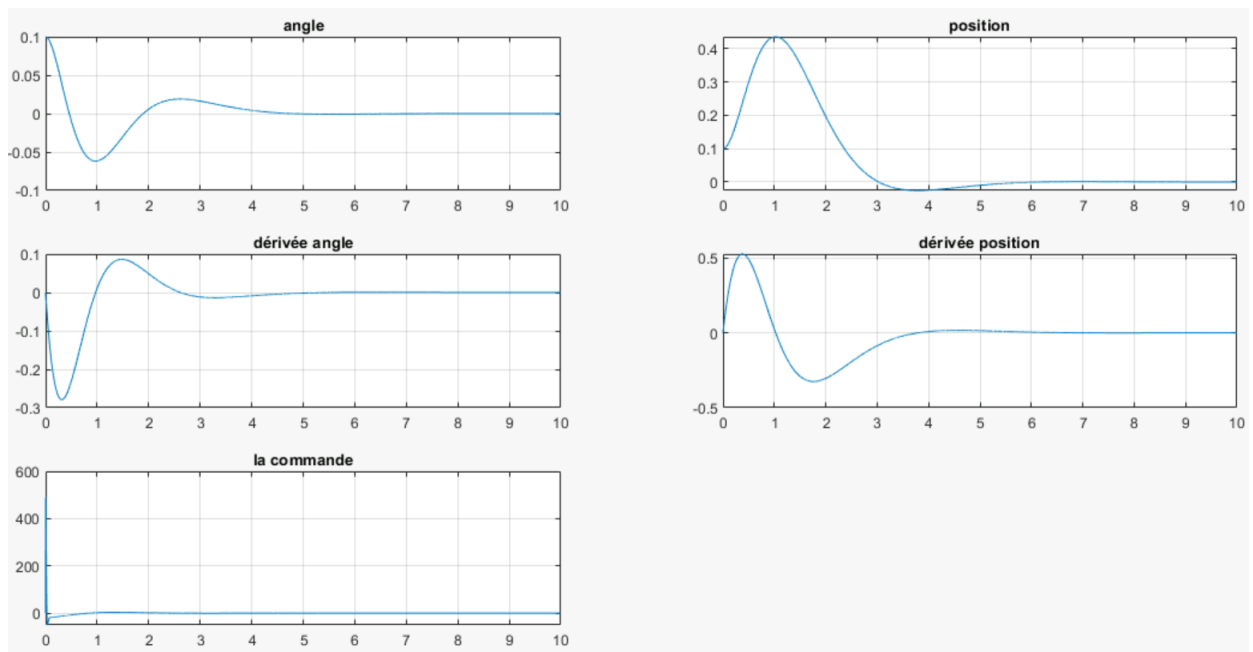 angle
0.1
0.05
0
-0.05
-0.1
0 1 2 3 4 5 6 7 8 9 10
position
0.4
0.3
0.2
0.1
0
0 1 2 3 4 5 6 7 8 9 10
dérivée angle
0.1
0
-0.1
-0.2
-0.3
0 1 2 3 4 5 6 7 8 9 10
dérivée position
0.5
0
-0.5
0 1 2 3 4 5 6 7 8 9 10
la commande
600
400
200
0
0 1 2 3 4 5 6 7 8 9 10